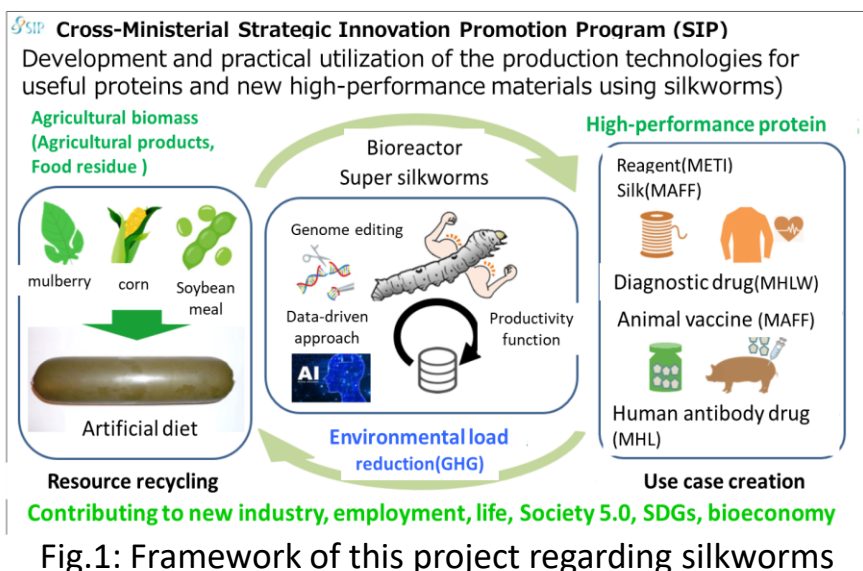 SIP Cross-Ministerial Strategic Innovation Promotion Program (SIP)
Development and practical utilization of the production technologies for
useful proteins and new high-performance materials using silkworms)
Agricultural biomass
(Agricultural products,
Food residue )
mulberry
corn
Soybean
meal
Artificial diet
Resource recycling
Bioreactor
Super silkworms
Genome editing
Data-driven
approach
AI
Productivity
function
Environmental load
reduction(GHG)
High-performance protein
Reagent(METI)
Silk(MAFF)
Diagnostic drug(MHLW)
Animal vaccine (MAFF)
Human antibody drug
(MHL)
Use case creation
Contributing to new industry, employment, life, Society 5.0, SDGs, bioeconomy
Fig.1: Framework of this project regarding silkworms